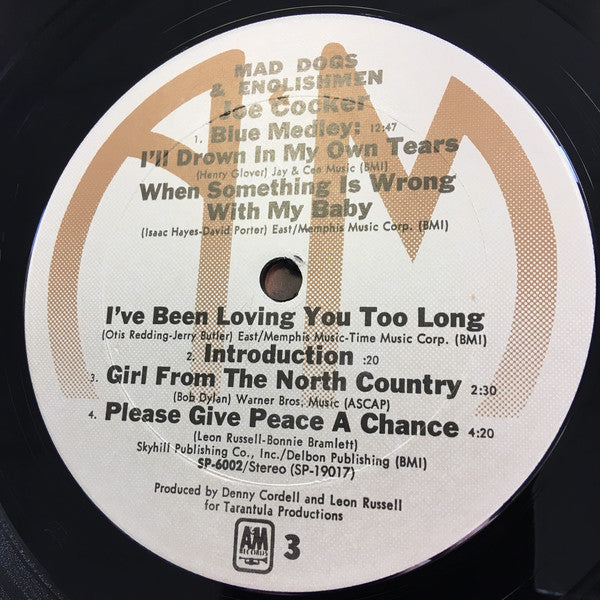 MAD DOGS
& ENGLISHMEN
Joe Cocker
1. Blue Medley: 12:47
I'll Drown In My Own Tears
(Henry Glover) Jay & Cee Music (BMI)
When Something Is Wrong
With My Baby
(Isaac Hayes-David Porter) East/Memphis Music Corp. (BMI)
I've Been Loving You Too Long
(Otis Redding-Jerry Butler) East/Memphis Music-Time Music Corp. (BMI)
2. Introduction :20
3. Girl From The North Country 2:30
(Bob Dylan) Warner Bros. Music (ASCAP)
4. Please Give Peace A Chance 4:20
(Leon Russell-Bonnie Bramlett)
Skyhill Publishing Co., Inc./Delbon Publishing (BMI)
SP-6002/Stereo (SP-19017)
Produced by Denny Cordell and Leon Russell
for Tarantula Productions
A&M
RECORDS
3